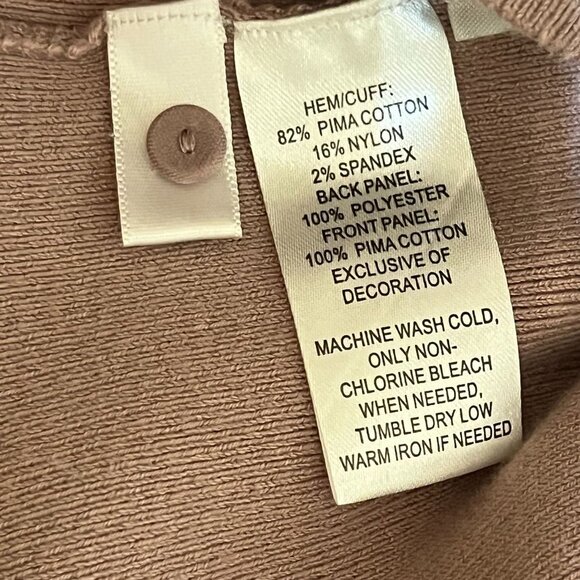 HEM/CUFF:
82% PIMA COTTON
16% NYLON
2% SPANDEX
BACK PANEL:
100% POLYESTER
FRONT PANEL:
100% PIMA COTTON
EXCLUSIVE OF
DECORATION
MACHINE WASH COLD,
ONLY NON-
CHLORINE BLEACH
WHEN NEEDED,
TUMBLE DRY LOW
WARM IRON IF NEEDED